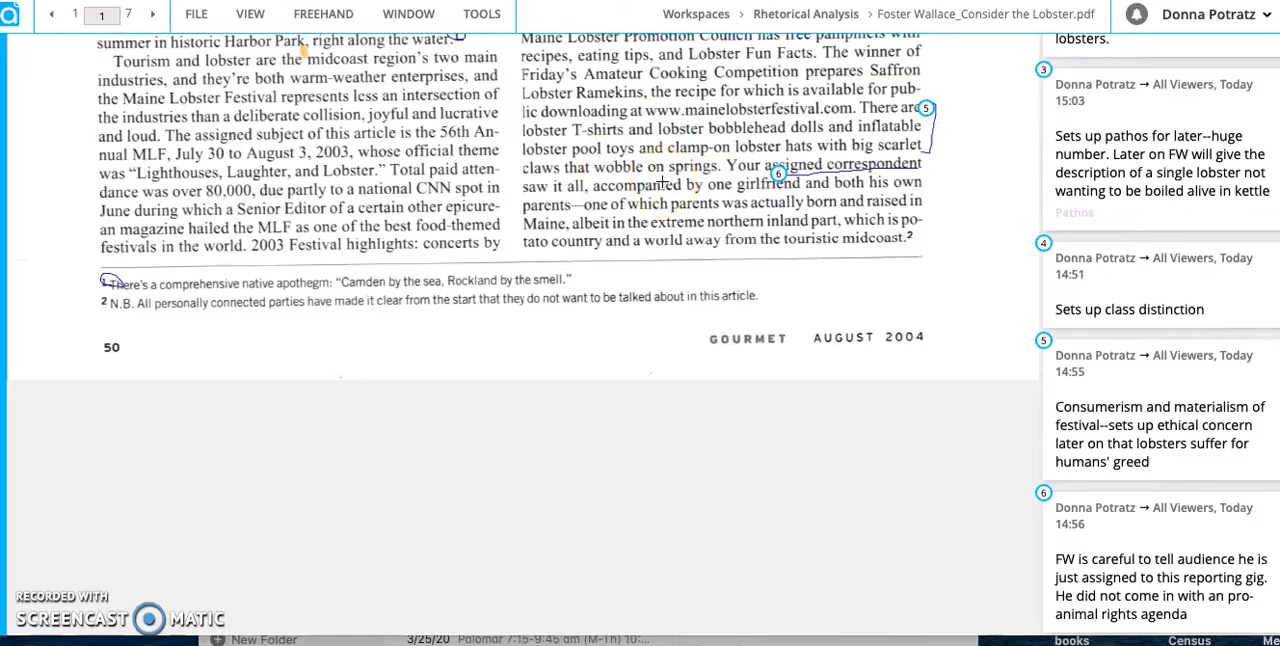 1 1 7 FILE VIEW FREEHAND WINDOW TOOLS Workspaces > Rhetorical Analysis > Foster Wallace_Consider the Lobster.pdf Donna Potratz
summer in historic Harbor Park, right along the water.
Tourism and lobster are the midcoast region's two main
industries, and they're both warm-weather enterprises, and
the Maine Lobster Festival represents less an intersection of
the industries than a deliberate collision, joyful and lucrative
and loud. The assigned subject of this article is the 56th An-
nual MLF, July 30 to August 3, 2003, whose official theme
was "Lighthouses, Laughter, and Lobster." Total paid atten-
dance was over 80,000, due partly to a national CNN spot in
June during which a Senior Editor of a certain other epicure-
an magazine hailed the MLF as one of the best food-themed
festivals in the world. 2003 Festival highlights: concerts by
Maine Lobster Promotion Council has free pamphlets with
recipes, eating tips, and Lobster Fun Facts. The winner of
Friday's Amateur Cooking Competition prepares Saffron
Lobster Ramekins, the recipe for which is available for pub-
lic downloading at www.mainelobsterfestival.com. There are
lobster T-shirts and lobster bobblehead dolls and inflatable
lobster pool toys and clamp-on lobster hats with big scarlet
claws that wobble on springs. Your assigned correspondent
saw it all, accompanied by one girlfriend and both his own
parents—one of which parents was actually born and raised in
Maine, albeit in the extreme northern inland part, which is po-
tato country and a world away from the touristic midcoast.2
5
6
1 There's a comprehensive native apothegm: "Camden by the sea, Rockland by the smell."
2 N.B. All personally connected parties have made it clear from the start that they do not want to be talked about in this article.
50
GOURMET AUGUST 2004
lobsters.
3
Donna Potratz → All Viewers, Today
15:03
Sets up pathos for later--huge
number. Later on FW will give the
description of a single lobster not
wanting to be boiled alive in kettle
Pathos
4
Donna Potratz → All Viewers, Today
14:51
Sets up class distinction
5
Donna Potratz → All Viewers, Today
14:55
Consumerism and materialism of
festival--sets up ethical concern
later on that lobsters suffer for
humans' greed
6
Donna Potratz → All Viewers, Today
14:56
FW is careful to tell audience he is
just assigned to this reporting gig.
He did not come in with an pro-
animal rights agenda
RECORDED WITH
SCREENCAST MATIC
New Folder 3/25/20 Palomar 7:15-9:45 am (M-Th) 10:... books Census Me